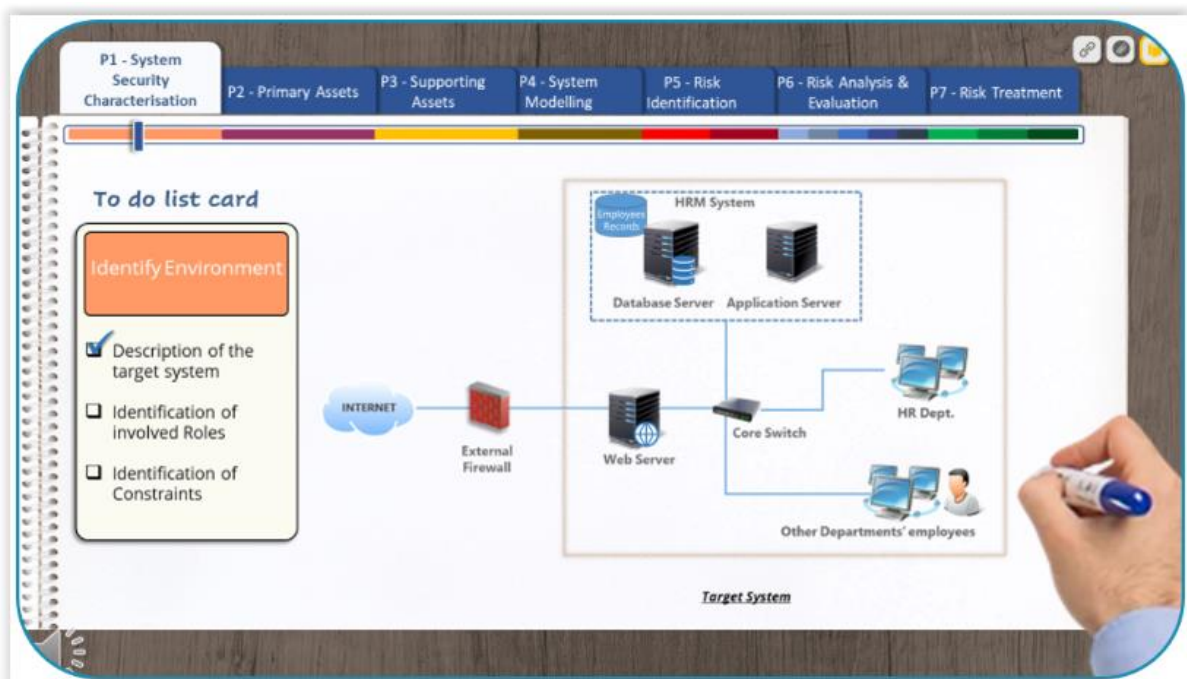 P1 - System
Security
Characterisation
P2 - Primary Assets
P3 - Supporting
Assets
P4 - System
Modelling
P5 - Risk
Identification
P6 - Risk Analysis &
Evaluation
P7 - Risk Treatment
To do list card
Identify Environment
Description of the
target system
Identification of
involved Roles
Identification of
Constraints
HRM System
Employees
Records
Database Server
Application Server
INTERNET
External
Firewall
Web Server
Core Switch
HR Dept.
Other Departments' employees
Target System